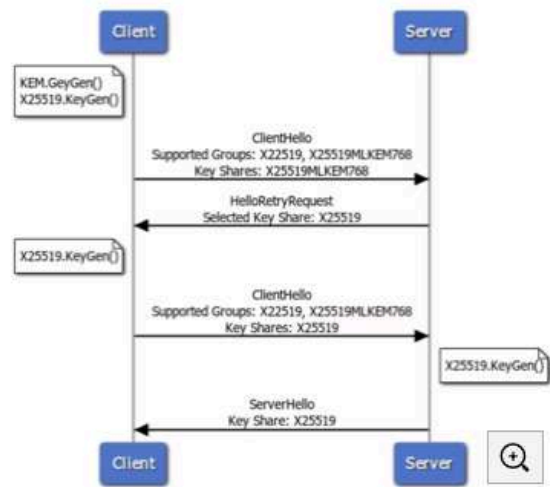 Client
Server
KEM.GeyGen()
X25519.KeyGen()
ClientHello
Supported Groups: X22519, X25519MLKEM768
Key Shares: X25519MLKEM768
HelloRetryRequest
Selected Key Share: X25519
X25519.KeyGen()
ClientHello
Supported Groups: X22519, X25519MLKEM768
Key Shares: X25519
X25519.KeyGen()
ServerHello
Key Share: X25519
Client
Server